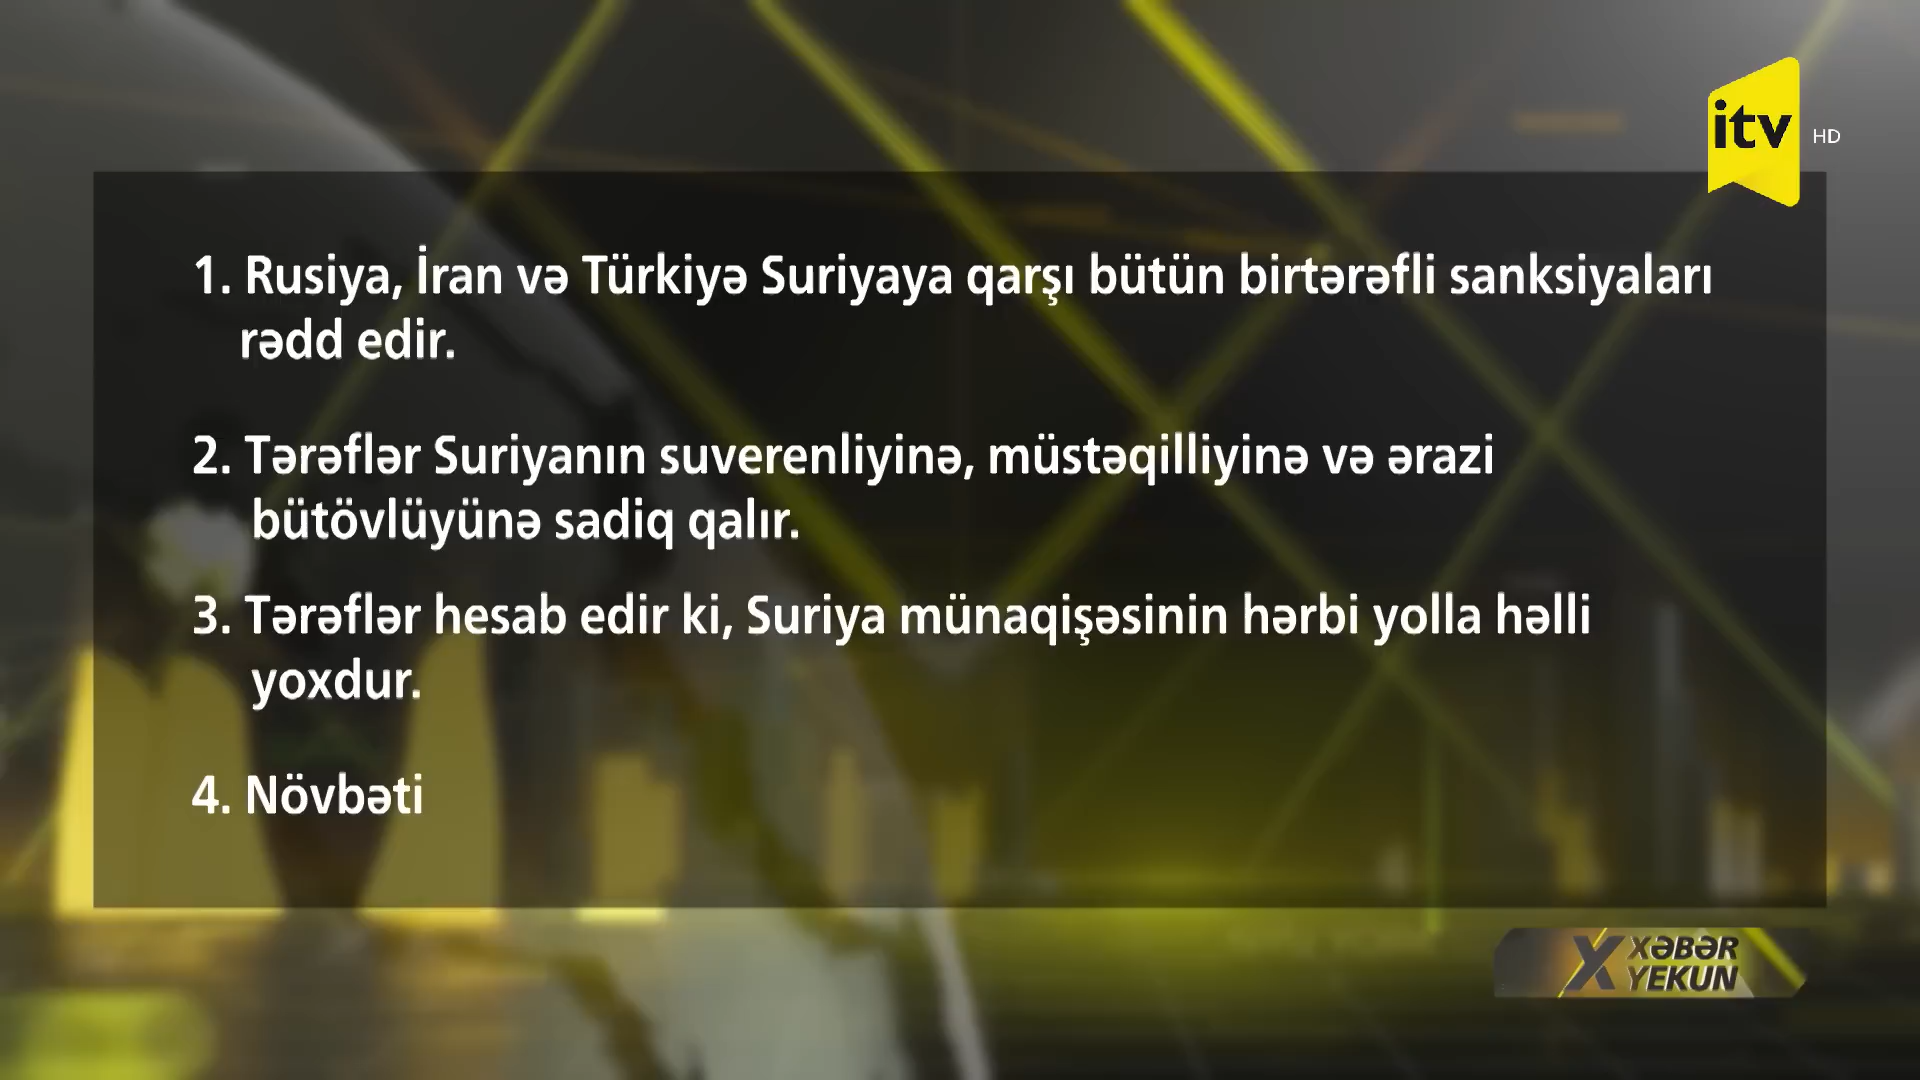 itv HD
1. Rusiya, İran və Türkiyə Suriyaya qarşı bütün birtərəfli sanksiyaları
rədd edir.
2. Tərəflər Suriyanın suverenliyinə, müstəqilliyinə və ərazi
bütövlüyünə sadiq qalır.
3. Tərəflər hesab edir ki, Suriya münaqişəsinin hərbi yolla həlli
yoxdur.
4. Növbəti
X XƏBƏR
YEKUN